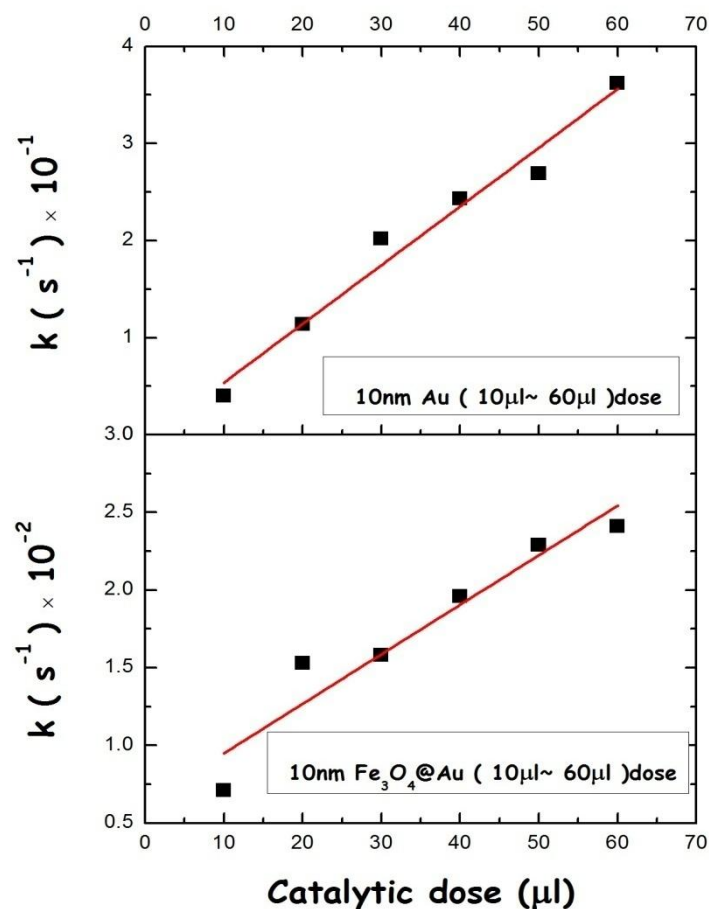 0 10 20 30 40 50 60 70
4
3
2
1
k ( s⁻¹ ) × 10⁻¹
10nm Au ( 10μl~ 60μl )dose
3.0
2.5
2.0
1.5
1.0
0.5
k ( s⁻¹ ) × 10⁻²
10nm Fe₃O₄@Au ( 10μl~ 60μl )dose
0 10 20 30 40 50 60 70
Catalytic dose (μl)